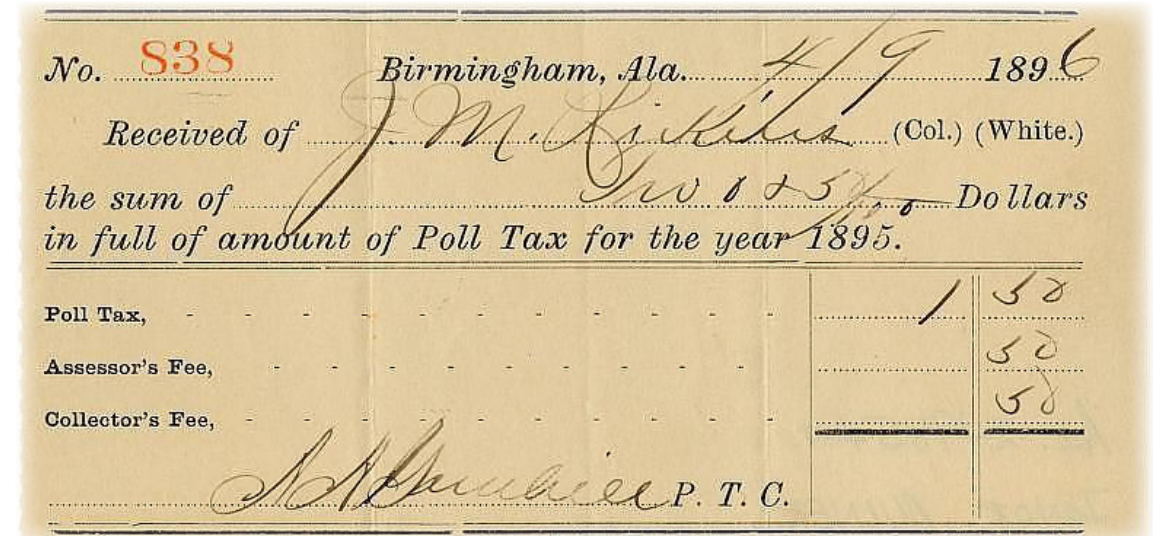 No. 838 Birmingham, Ala. 4/9 1896
Received of J. M. (Col.) (White.)
the sum of Two & 50/100 Dollars
in full of amount of Poll Tax for the year 1895.
Poll Tax, - - - - - - - - - - 1 50
Assessor's Fee, - - - - - - - - - 50
Collector's Fee, - - - - - - - - - 50
P. T. C.